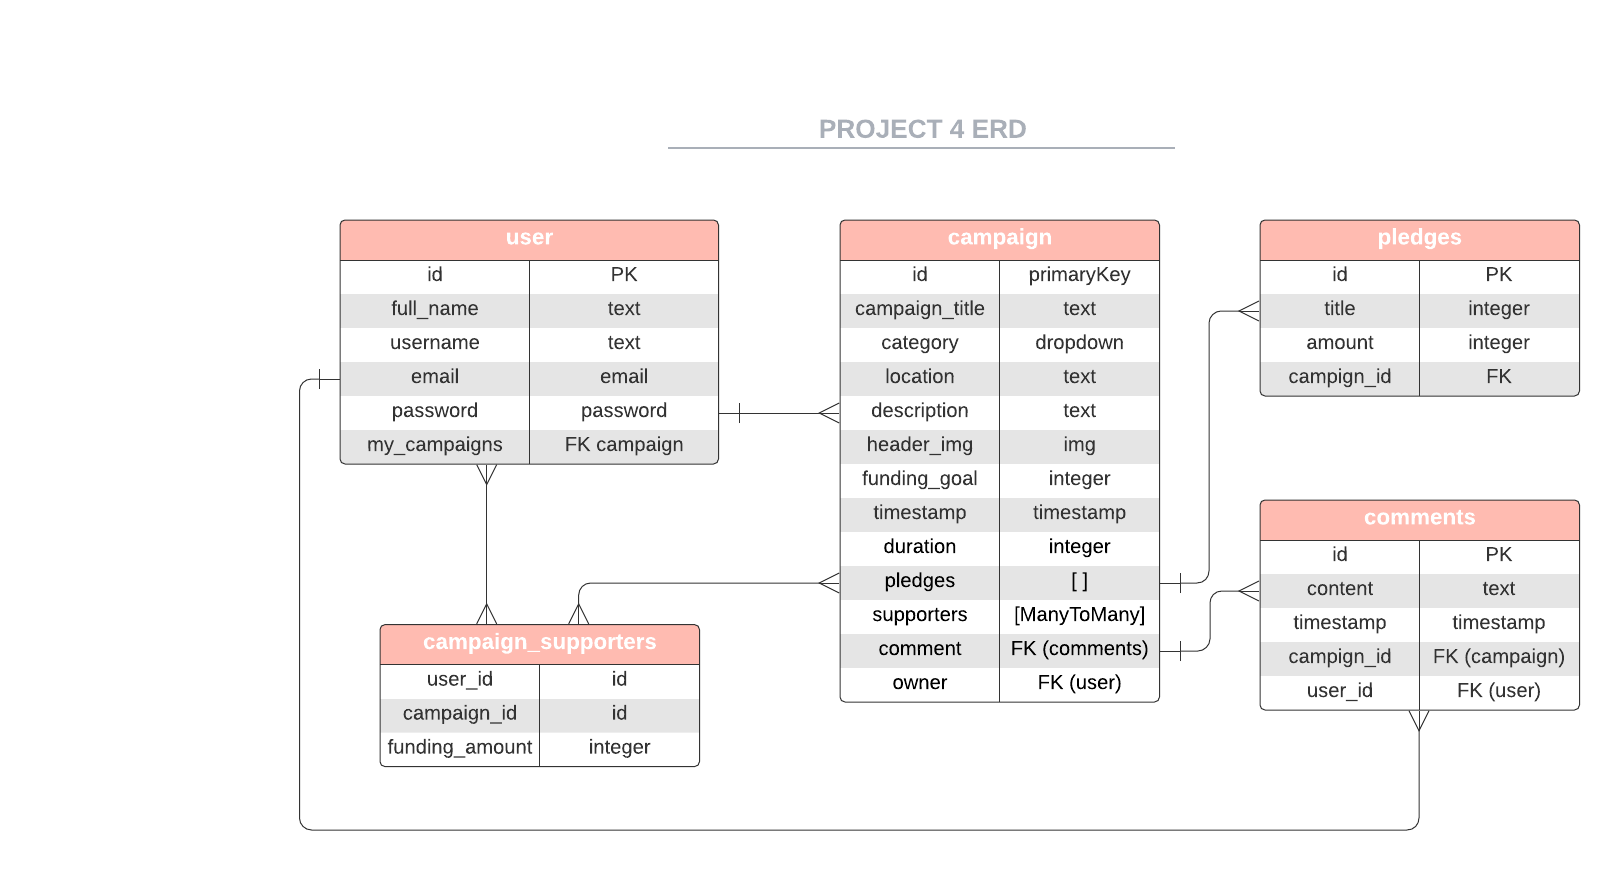 PROJECT 4 ERD
user
id PK
full_name text
username text
email email
password password
my_campaigns FK campaign
campaign
id primaryKey
campaign_title text
category dropdown
location text
description text
header_img img
funding_goal integer
timestamp timestamp
duration integer
pledges [ ]
supporters [ManyToMany]
comment FK (comments)
owner FK (user)
pledges
id PK
title integer
amount integer
campign_id FK
comments
id PK
content text
timestamp timestamp
campign_id FK (campaign)
user_id FK (user)
campaign_supporters
user_id id
campaign_id id
funding_amount integer